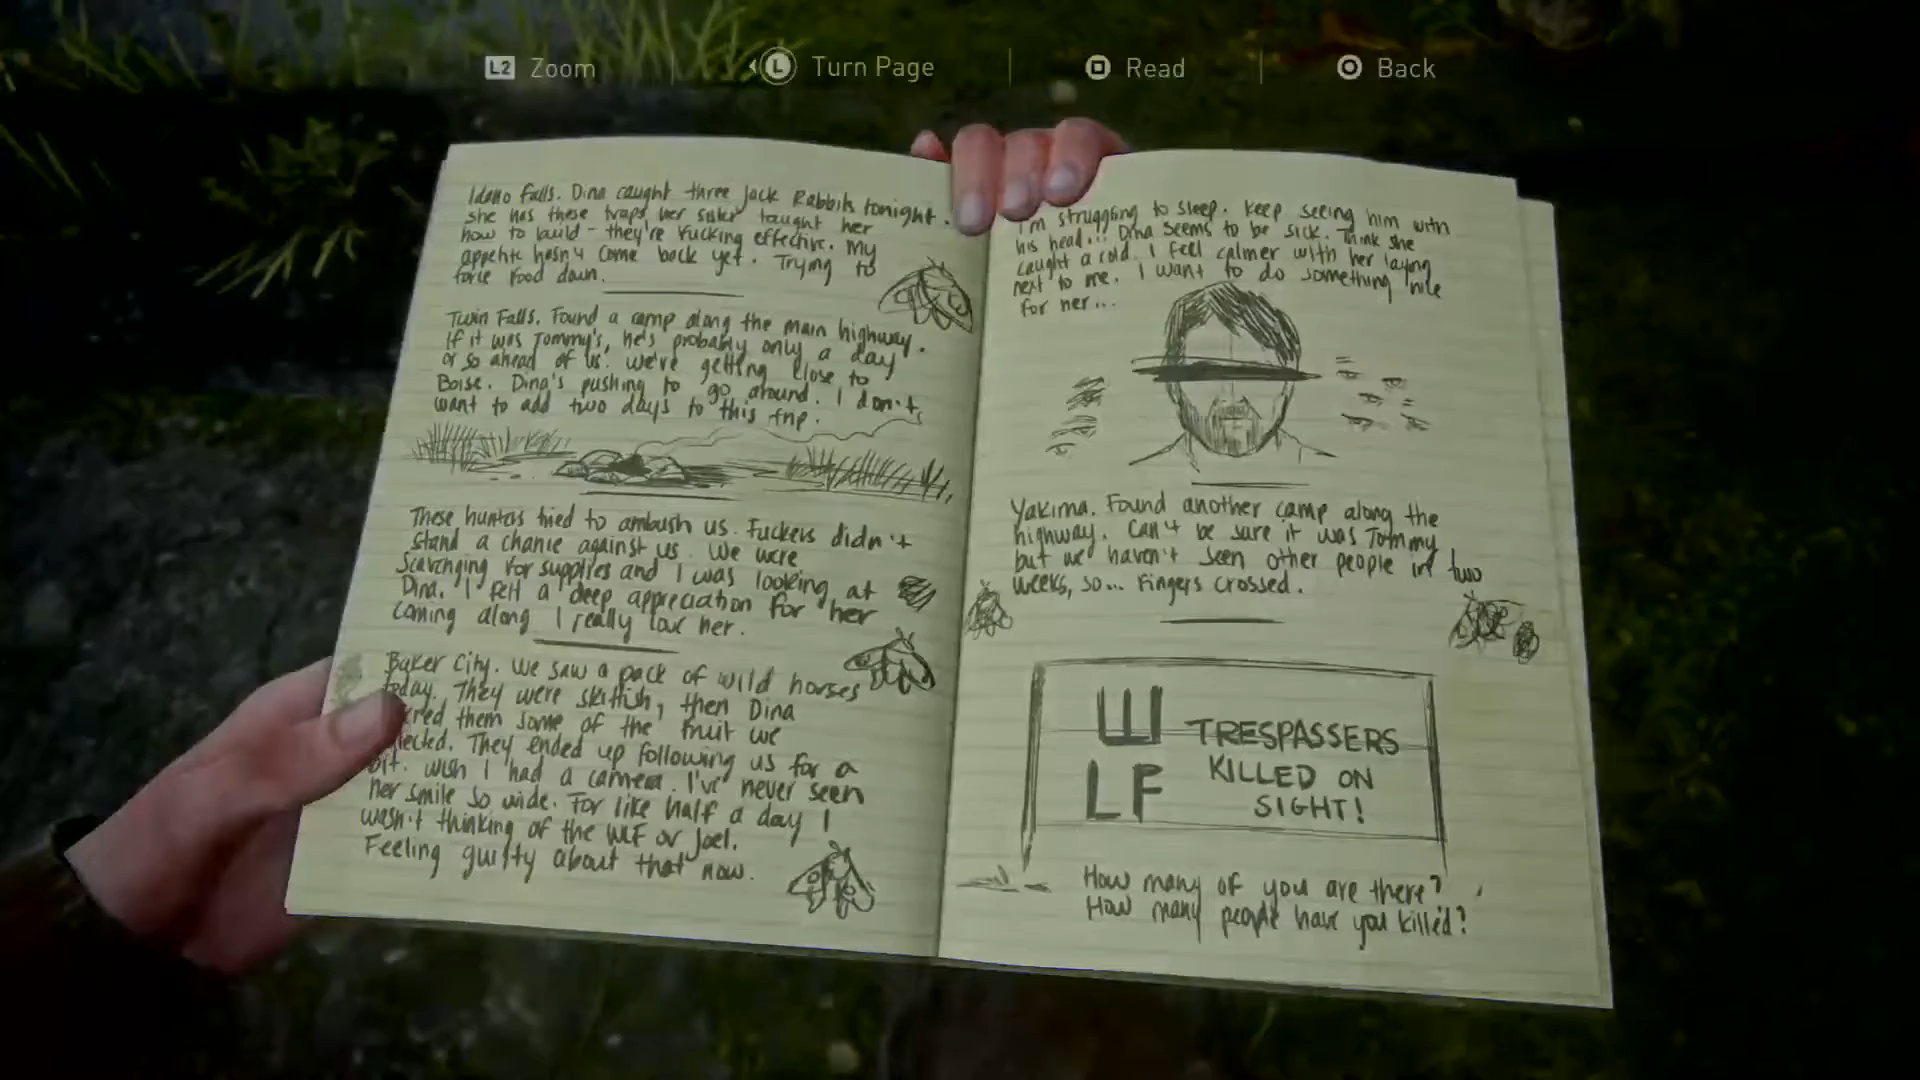 L2 Zoom
L Turn Page
Read
Back
Idaho Falls. Dina caught three Jack Rabbits tonight.
She has these traps her sister taught her
how to build - they're fucking effective. My
appetite hasn't come back yet. Trying to
force food down.
Twin Falls. Found a camp along the main highway.
If it was Tommy's, he's probably only a day
or so ahead of us. We're getting close to
Boise. Dina's pushing to go around. I don't
want to add two days to this trip.
These hunters tried to ambush us. Fuckers didn't
stand a chance against us. We were
scavenging for supplies and I was looking at
Dina. I felt a deep appreciation for her
coming along I really love her.
Baker City. We saw a pack of wild horses
today. They were skittish, then Dina
them some of the fruit we
They ended up following us for a
bit. Wish I had a camera. I've never seen
her smile so wide. For like half a day I
wasn't thinking of the WLF or Joel.
Feeling guilty about that now.
I'm struggling to sleep. Keep seeing him with
his head... Dina seems to be sick. Think she
caught a cold. I feel calmer with her laying
next to me. I want to do something nice
for her...
Yakima. Found another camp along the
highway. Can't be sure it was Tommy
but we haven't seen other people in two
weeks, so... Fingers crossed.
W TRESPASSERS
KILLED ON
LF SIGHT!
How many of you are there?
How many people have you killed?